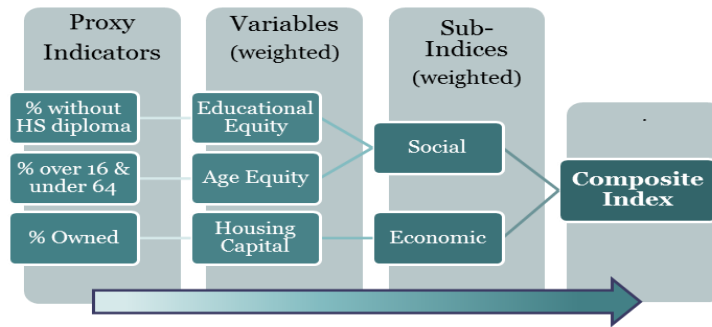 Proxy
Indicators
Variables
(weighted)
Sub-
Indices
(weighted)
% without
HS diploma
Educational
Equity
% over 16 &
under 64
Age Equity
% Owned
Housing
Capital
Social
Economic
.
Composite
Index